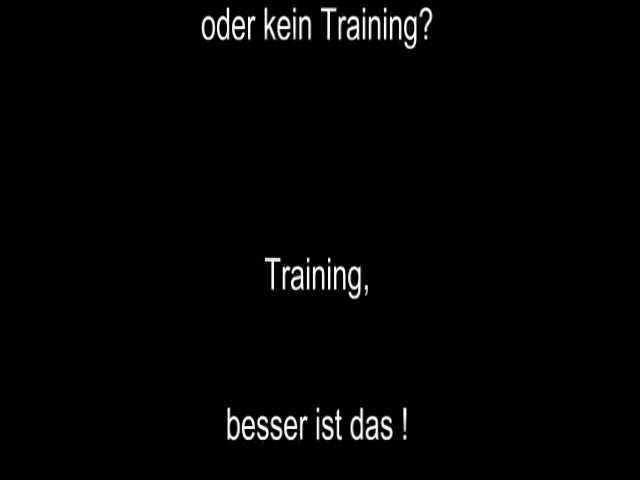 oder kein Training?
Training,
besser ist das !